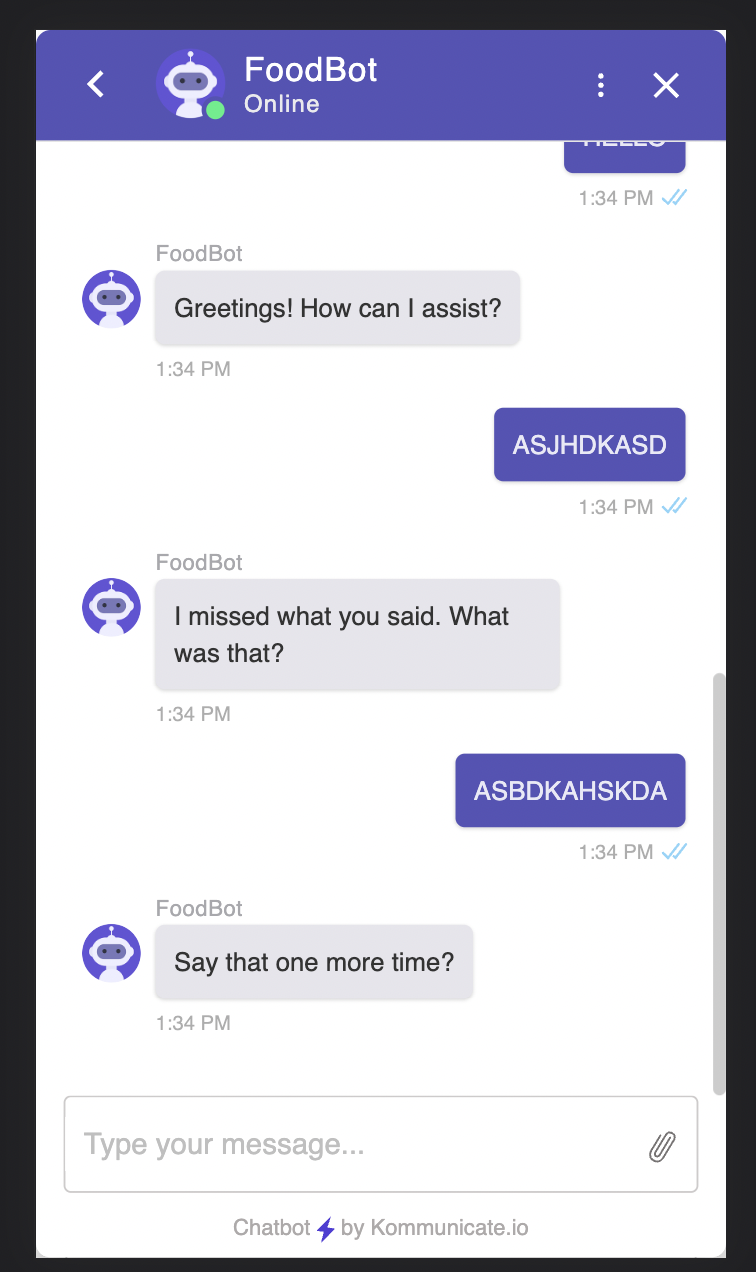 FoodBot
Online
HELLO
1:34 PM
FoodBot
Greetings! How can I assist?
1:34 PM
ASJHDKASD
1:34 PM
FoodBot
I missed what you said. What
was that?
1:34 PM
ASBDKAHSKDA
1:34 PM
FoodBot
Say that one more time?
1:34 PM
Type your message...
Chatbot by Kommunicate.io